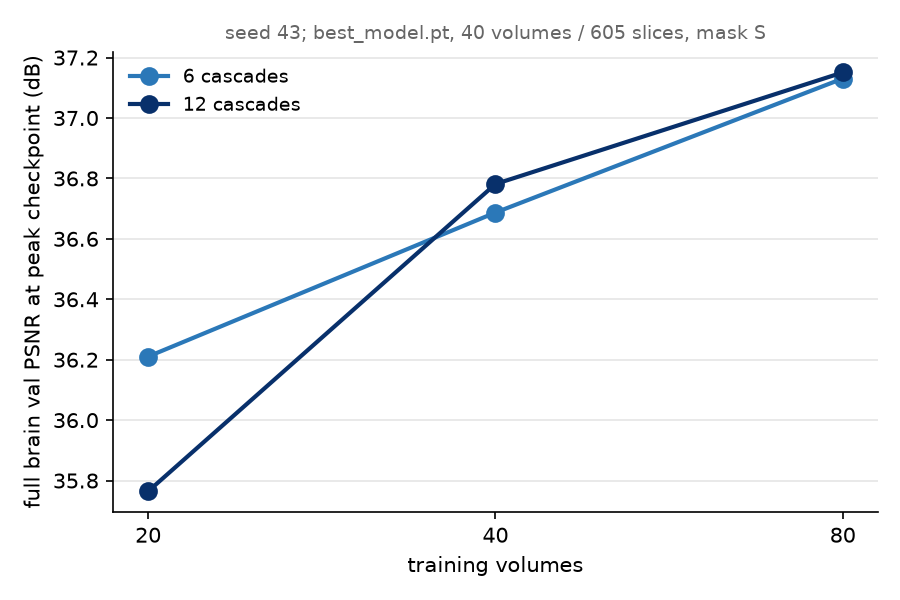 seed 43; best_model.pt, 40 volumes / 605 slices, mask S
full brain val PSNR at peak checkpoint (dB)
37.2
37.0
36.8
36.6
36.4
36.2
36.0
35.8
6 cascades
12 cascades
20
40
80
training volumes